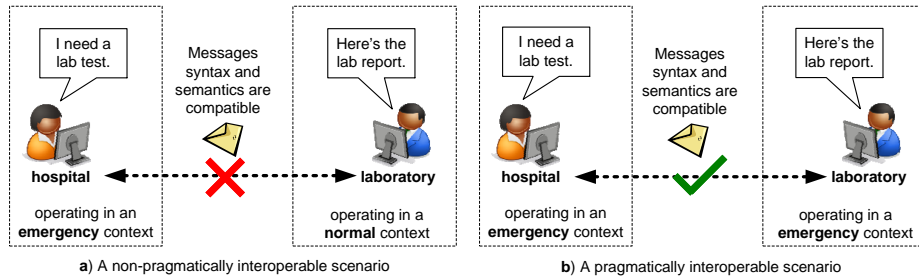 I need a
lab test.
Messages
syntax and
semantics are
compatible
Here's the
lab report.
hospital
laboratory
operating in an
emergency context
operating in a
normal context
a) A non-pragmatically interoperable scenario
I need a
lab test.
Messages
syntax and
semantics are
compatible
Here's the
lab report.
hospital
laboratory
operating in an
emergency context
operating in a
emergency context
b) A pragmatically interoperable scenario